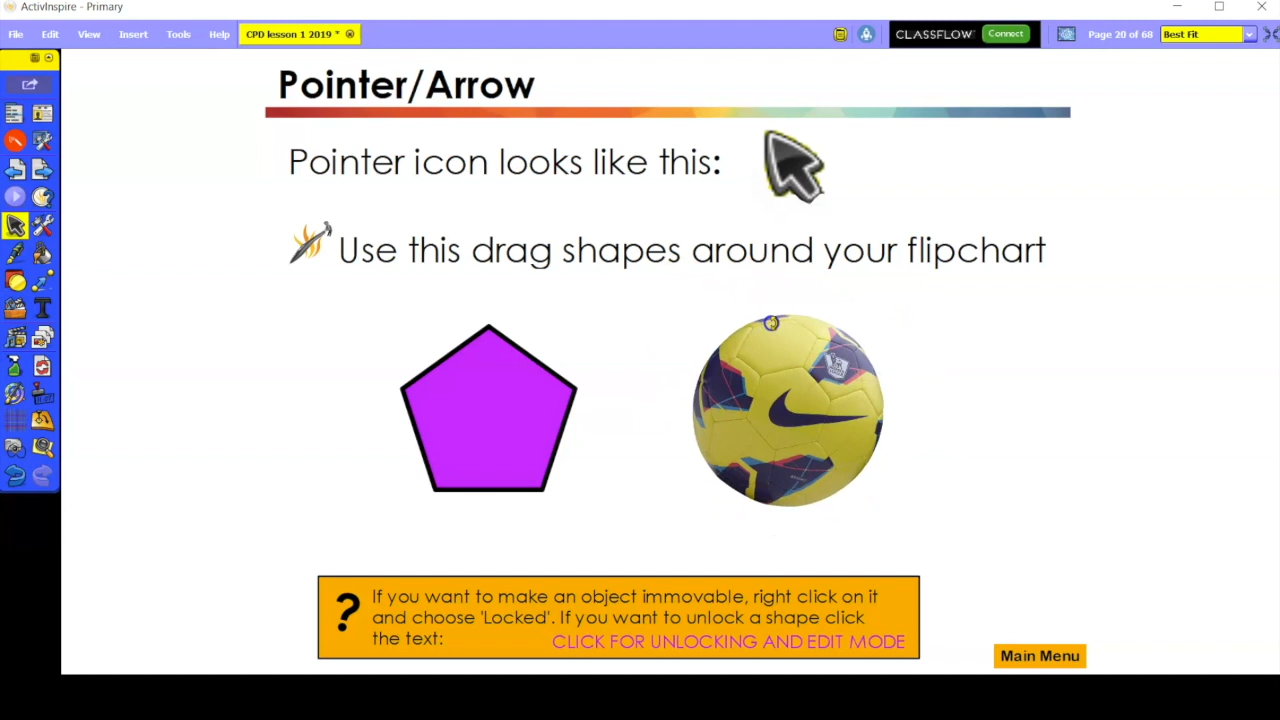 ActivInspire - Primary
File Edit View Insert Tools Help CPD lesson 1 2019 * CLASSFLOW Connect Page 20 of 68 Best Fit
Pointer/Arrow
Pointer icon looks like this:
Use this drag shapes around your flipchart
? If you want to make an object immovable, right click on it
and choose 'Locked'. If you want to unlock a shape click
the text: CLICK FOR UNLOCKING AND EDIT MODE
Main Menu